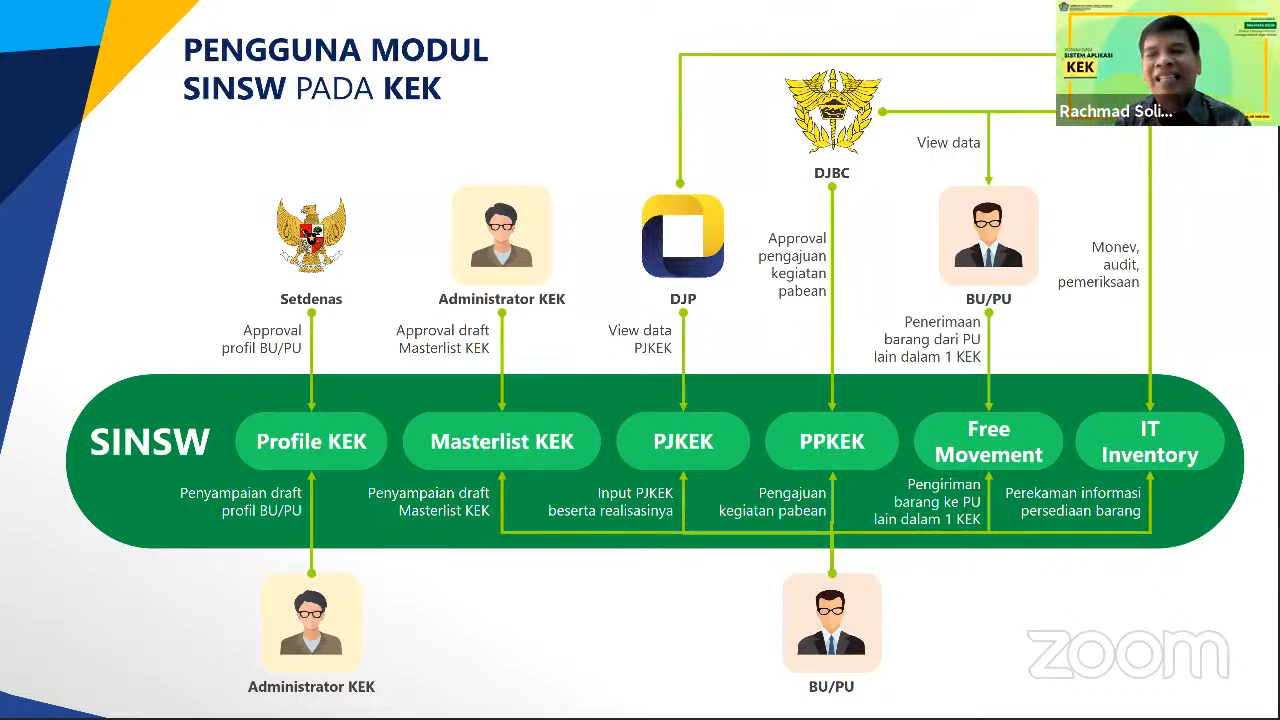 PENGGUNA MODUL
SINSW PADA KEK
SISTEM APLIKASI
KEK
Rachmad Soli...
DJBC
View data
Setdenas
Administrator KEK
DJP
Approval
pengajuan
kegiatan
pabean
BU/PU
Monev,
audit,
pemeriksaan
Approval
profil BU/PU
Approval draft
Masterlist KEK
View data
PJKEK
Penerimaan
barang dari PU
lain dalam 1 KEK
SINSW
Profile KEK
Masterlist KEK
PJKEK
PPKEK
Free
Movement
IT
Inventory
Penyampaian draft
profil BU/PU
Penyampaian draft
Masterlist KEK
Input PJKEK
beserta realisasinya
Pengajuan
kegiatan pabean
Pengiriman
barang ke PU
lain dalam 1 KEK
Perekaman informasi
persediaan barang
Administrator KEK
BU/PU
zoom